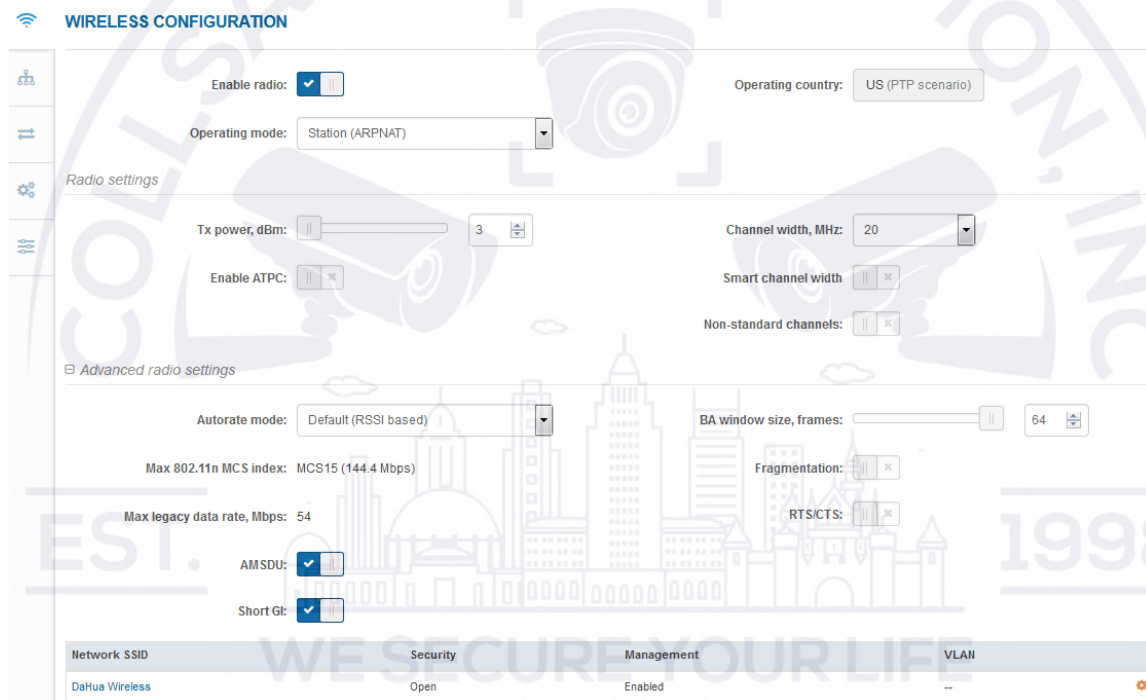 WIRELESS CONFIGURATION
Enable radio: Operating country: US (PTP scenario)
Operating mode: Station (ARPNAT)
Radio settings
Tx power, dBm: 3 Channel width, MHz: 20
Enable ATPC: Smart channel width
Non-standard channels:
Advanced radio settings
Autorate mode: Default (RSSI based) BA window size, frames: 64
Max 802.11n MCS index: MCS15 (144.4 Mbps) Fragmentation:
Max legacy data rate, Mbps: 54 RTS/CTS:
EST. 199
AMSDU:
Short GI:
WE SECURE YOUR LIFE
Network SSID Security Management VLAN
DaHua Wireless Open Enabled --